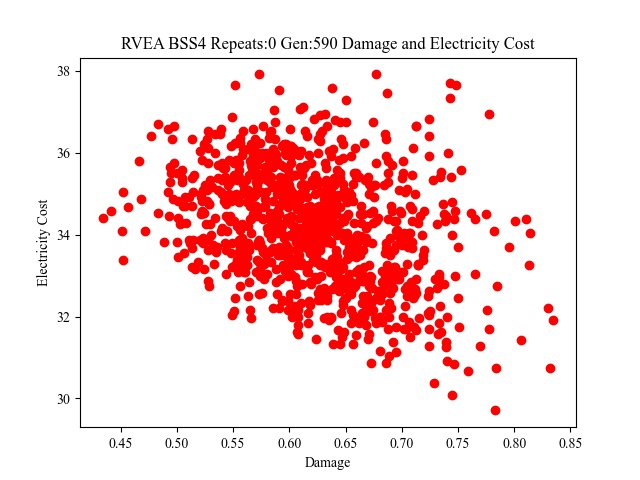 RVEA BSS4 Repeats:0 Gen:590 Damage and Electricity Cost
38
36
34
32
30
Electricity Cost
0.45 0.50 0.55 0.60 0.65 0.70 0.75 0.80 0.85
Damage